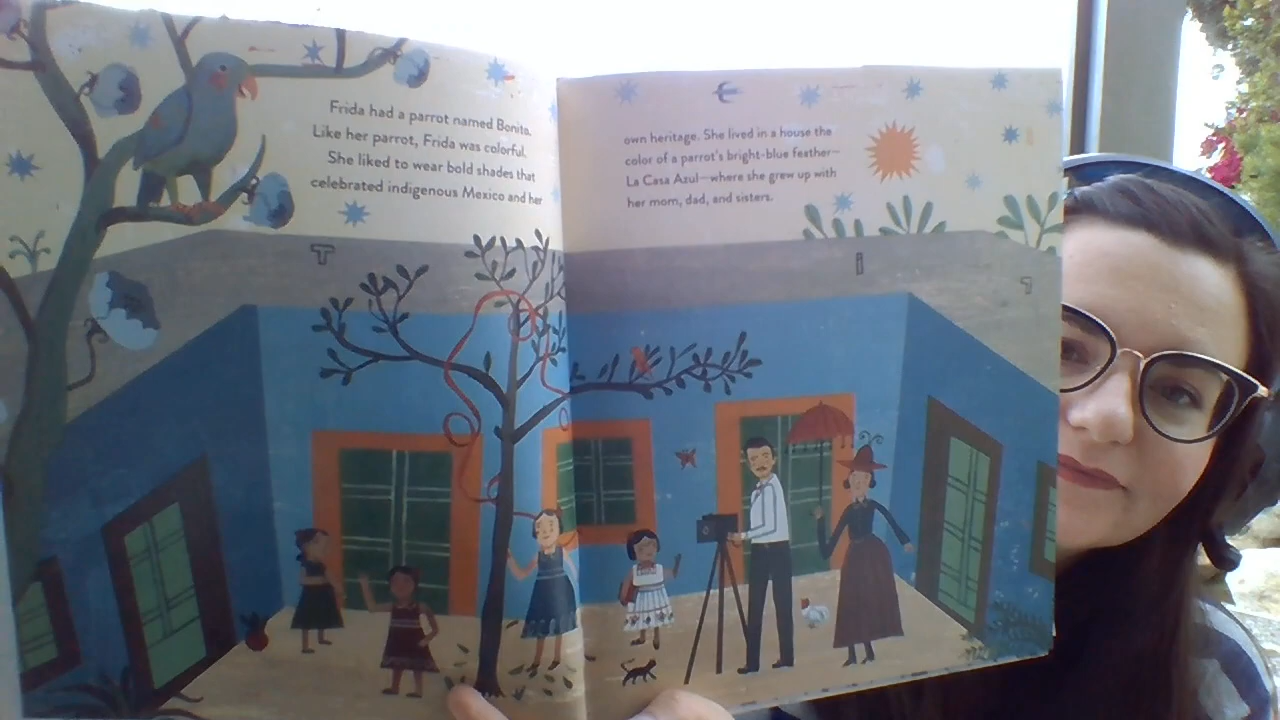 Frida had a parrot named Bonito.
Like her parrot, Frida was colorful.
She liked to wear bold shades that
celebrated indigenous Mexico and her
own heritage. She lived in a house the
color of a parrot's bright-blue feather—
La Casa Azul—where she grew up with
her mom, dad, and sisters.